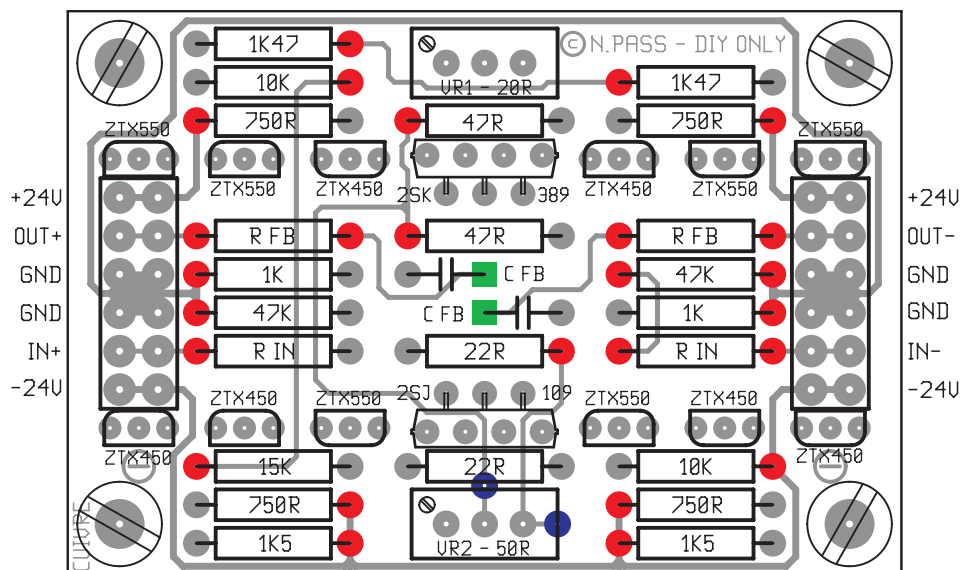 1K47
© N.PASS - DIY ONLY
10K
VR1 - 20R
1K47
ZTX550
750R
47R
750R
ZTX550
ZTX550
ZTX450
ZTX450
ZTX550
+24V
2SK
389
+24V
OUT+
R FB
47R
R FB
OUT-
GND
1K
C FB
47K
GND
GND
47K
C FB
1K
GND
IN+
R IN
22R
R IN
IN-
-24V
2SJ
109
-24V
ZTX450
ZTX550
ZTX550
ZTX450
ZTX450
ZTX450
15K
22R
10K
750R
750R
CUIVRE
1K5
VR2 - 50R
1K5